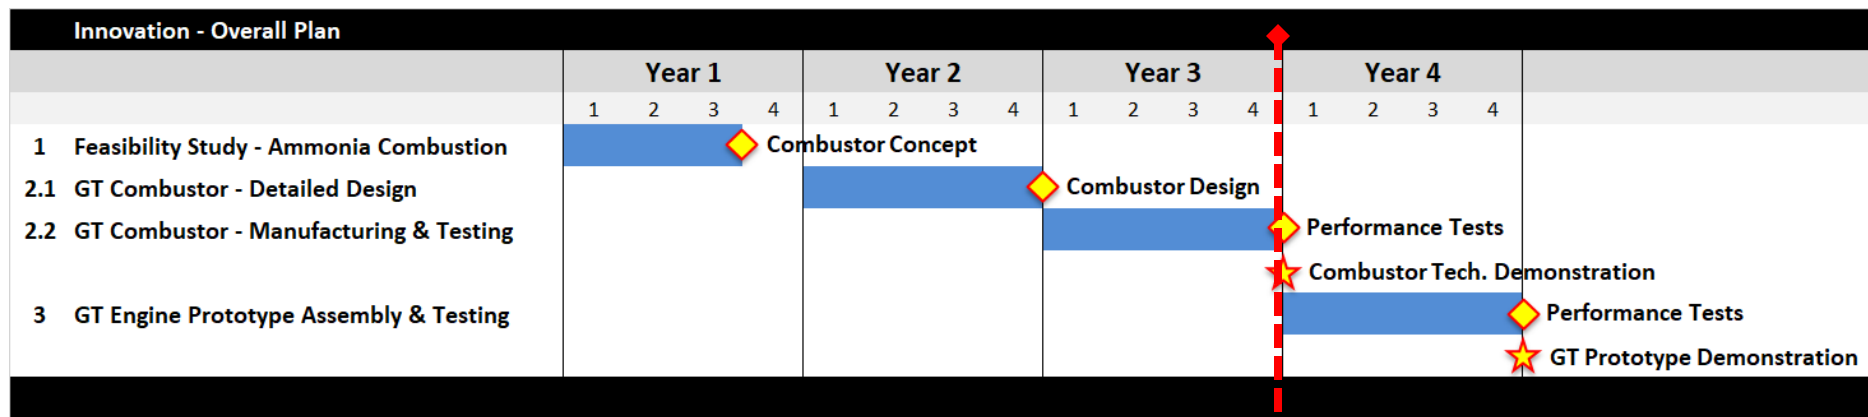 Innovation - Overall Plan
Year 1 Year 2 Year 3 Year 4
1 2 3 4 1 2 3 4 1 2 3 4 1 2 3 4
1 Feasibility Study - Ammonia Combustion Combustor Concept
2.1 GT Combustor - Detailed Design Combustor Design
2.2 GT Combustor - Manufacturing & Testing Performance Tests
Combustor Tech. Demonstration
3 GT Engine Prototype Assembly & Testing Performance Tests
GT Prototype Demonstration